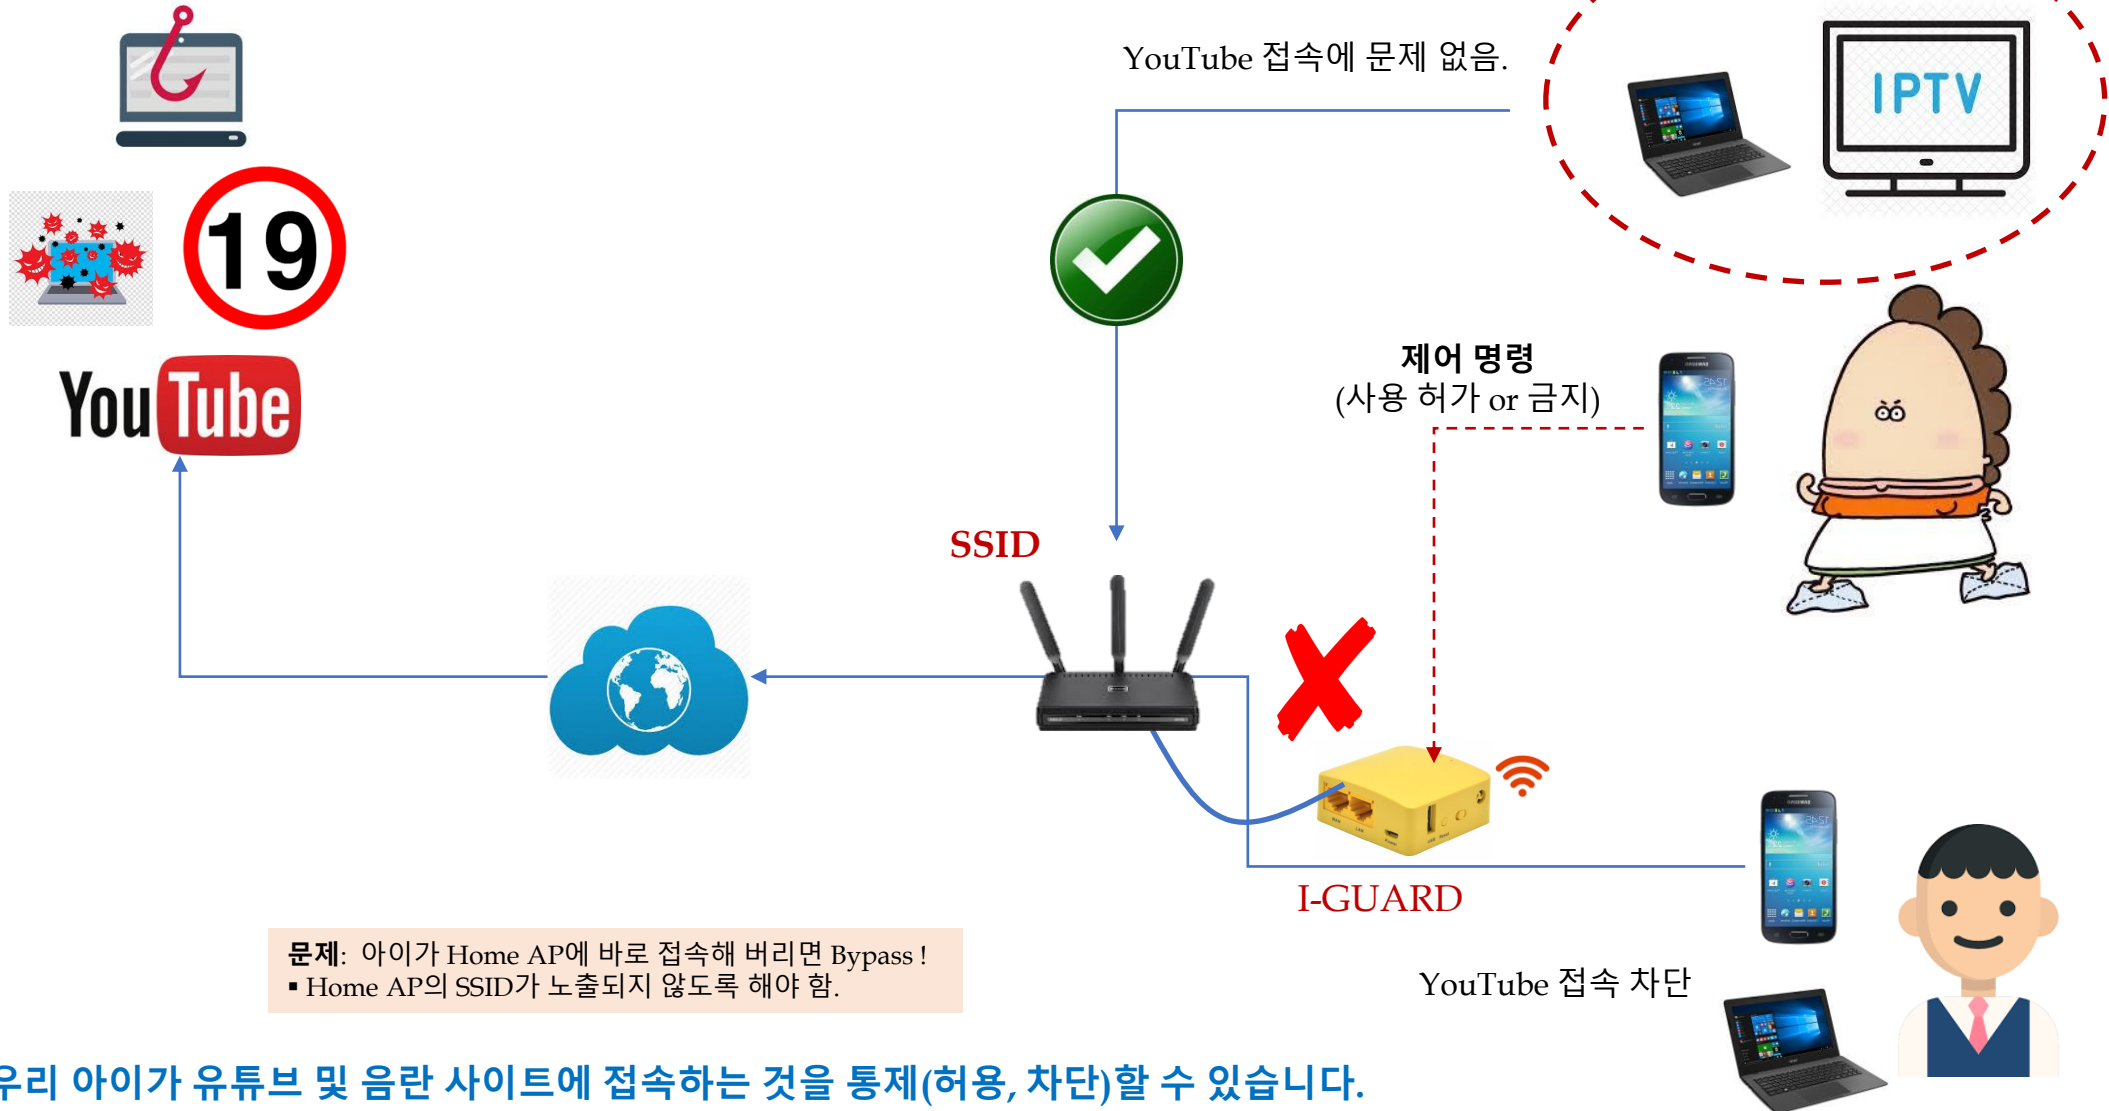 YouTube 접속에 문제 없음.
IPTV
19
YouTube
제어 명령
(사용 허가 or 금지)
SSID
WAN
LAN
I-GUARD
문제: 아이가 Home AP에 바로 접속해 버리면 Bypass !
▪ Home AP의 SSID가 노출되지 않도록 해야 함.
YouTube 접속 차단
우리 아이가 유튜브 및 음란 사이트에 접속하는 것을 통제(허용, 차단)할 수 있습니다.